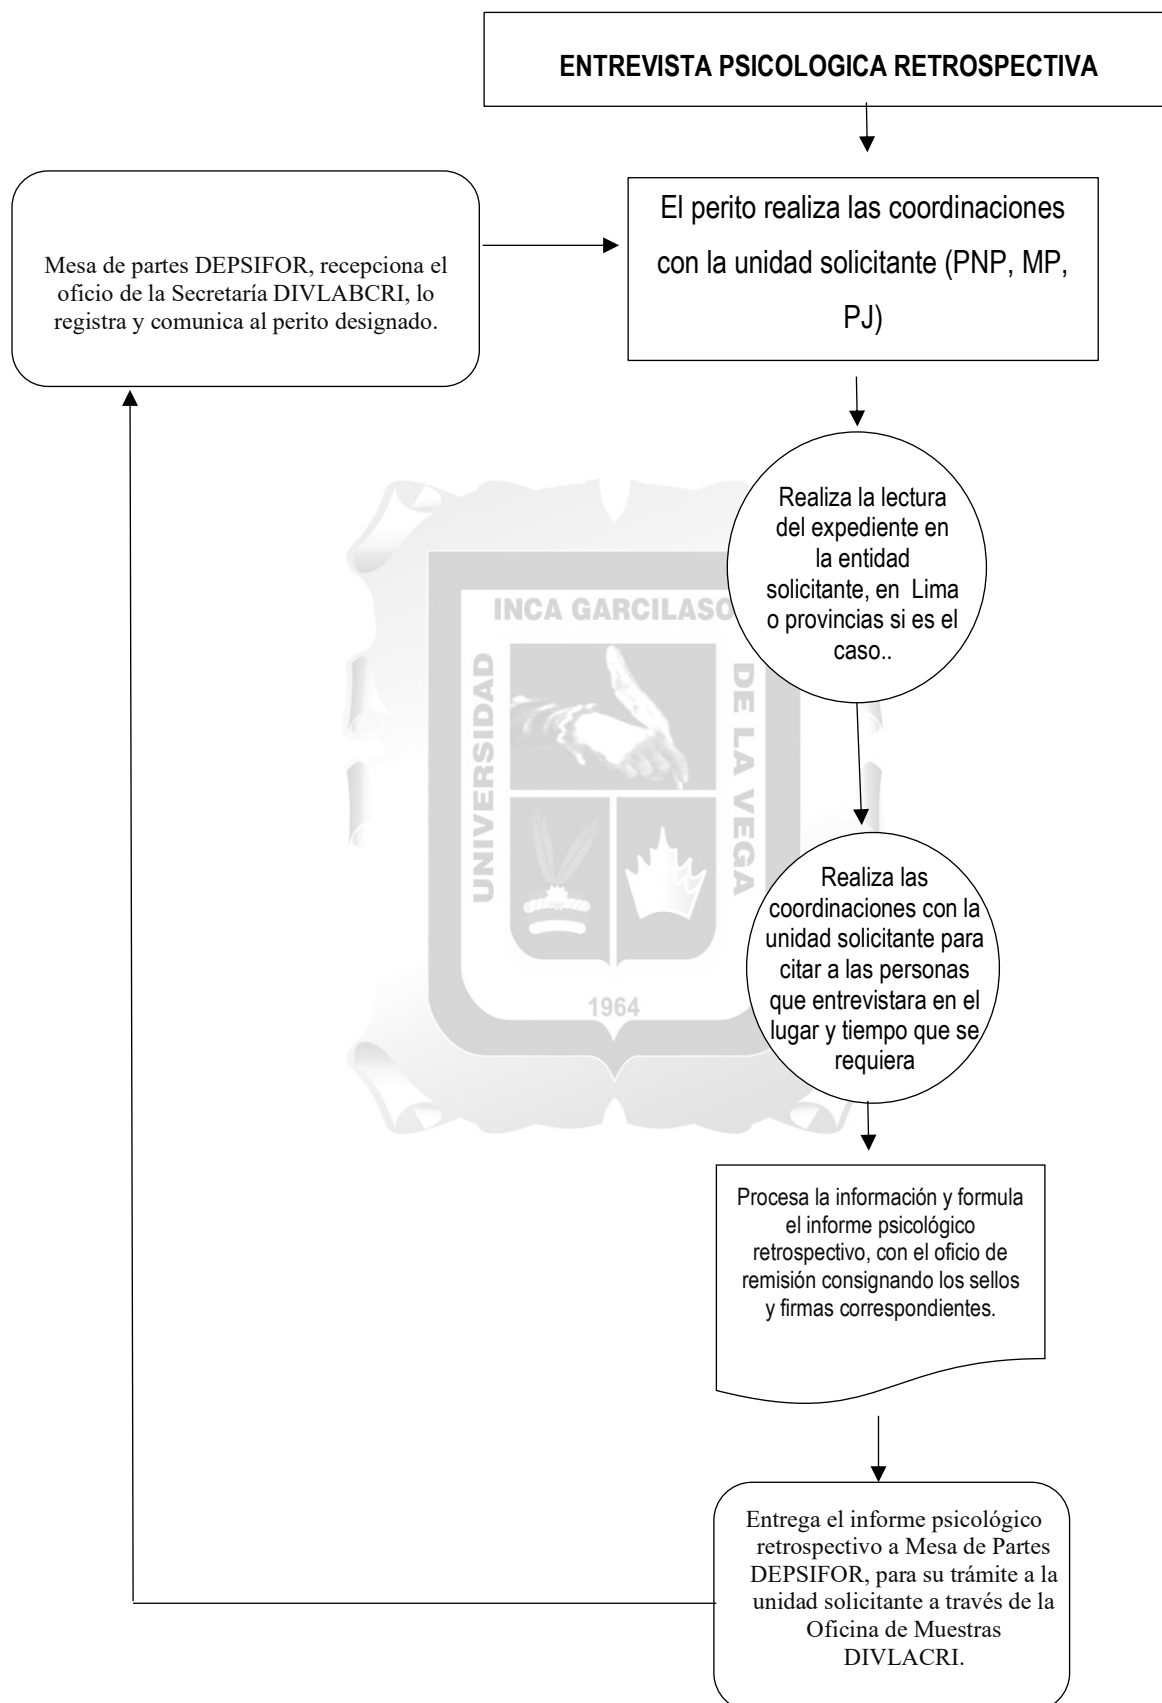 ENTREVISTA PSICOLOGICA RETROSPECTIVA
Mesa de partes DEPSIFOR, recepciona el
oficio de la Secretaría DIVLABCRI, lo
registra y comunica al perito designado.
El perito realiza las coordinaciones
con la unidad solicitante (PNP, MP,
PJ)
Realiza la lectura
del expediente en
la entidad
solicitante, en Lima
o provincias si es el
caso..
INCA GARCILASO
UNIVERSIDAD
DE LA VEGA
1964
Realiza las
coordinaciones con la
unidad solicitante para
citar a las personas
que entrevistara en el
lugar y tiempo que se
requiera
Procesa la información y formula
el informe psicológico
retrospectivo, con el oficio de
remisión consignando los sellos
y firmas correspondientes.
Entrega el informe psicológico
retrospectivo a Mesa de Partes
DEPSIFOR, para su trámite a la
unidad solicitante a través de la
Oficina de Muestras
DIVLACRI.